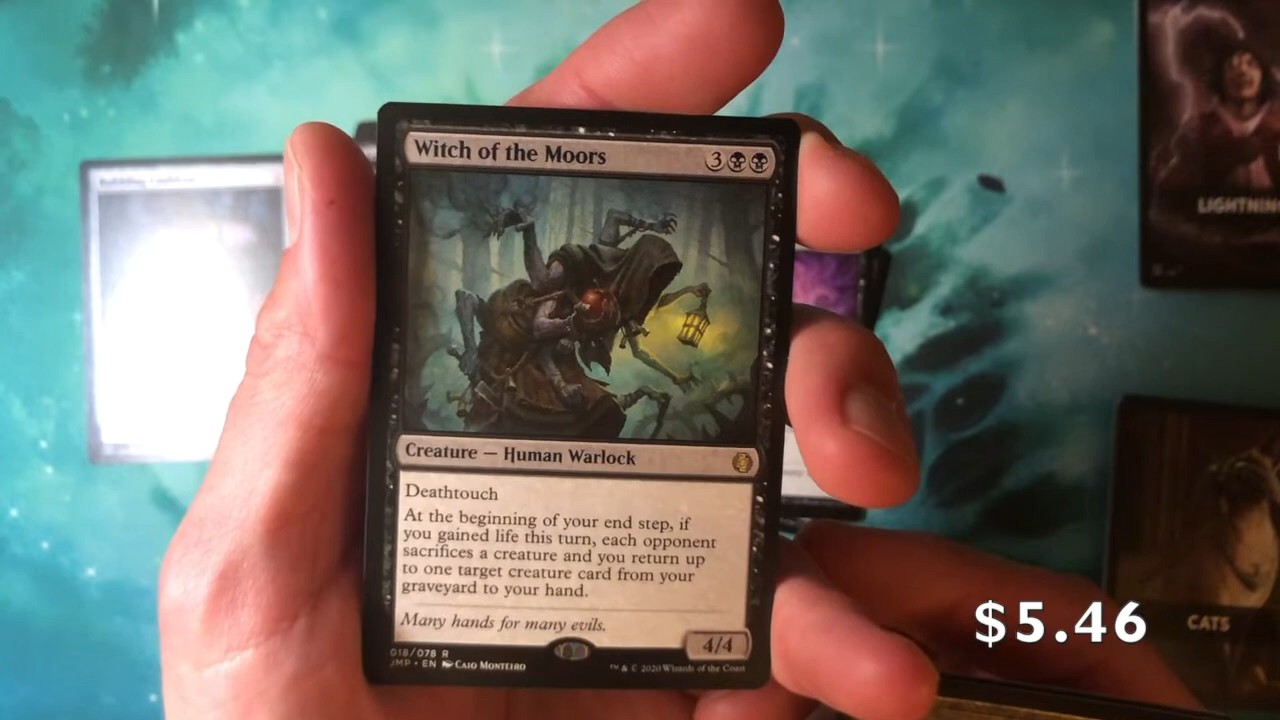 Witch of the Moors
3
LIGHTNIN
Creature — Human Warlock
Deathtouch
At the beginning of your end step, if
you gained life this turn, each opponent
sacrifices a creature and you return up
to one target creature card from your
graveyard to your hand.
Many hands for many evils.
4/4
018/078 R
JMP • EN CAIO MONTEIRO
™ & © 2020 Wizards of the Coast
$5.46
CATS